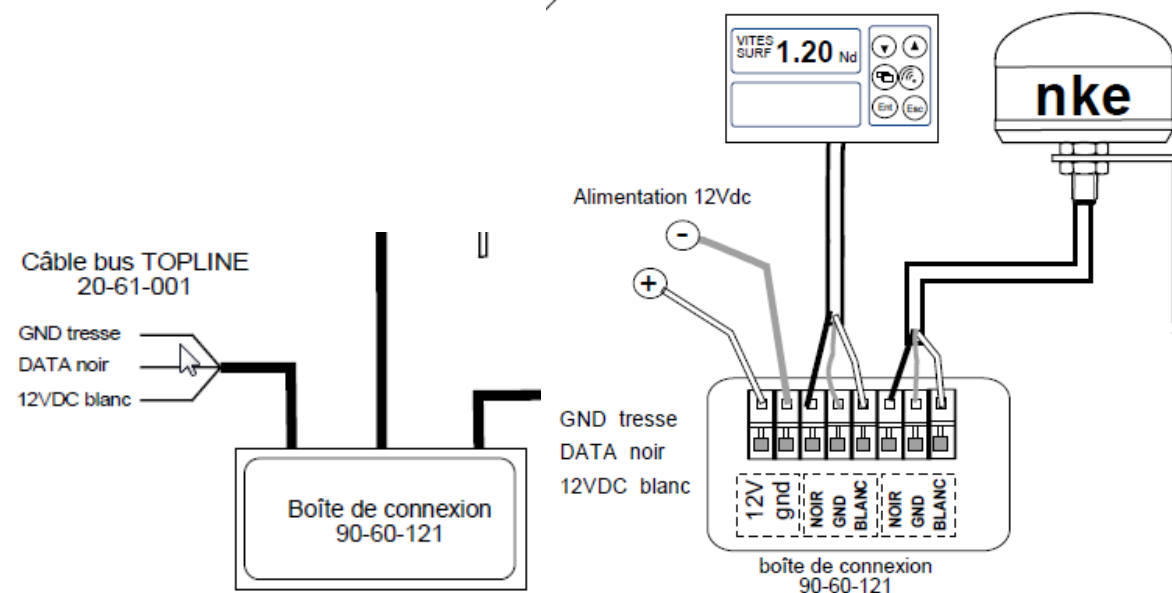 Câble bus TOPLINE
20-61-001
GND tresse
DATA noir
12VDC blanc
Boîte de connexion
90-60-121
VITES
SURF 1.20 Nd
Ent Esc
nke
Alimentation 12Vdc
-
+
GND tresse
DATA noir
12VDC blanc
12V
gnd
NOIR
GND
BLANC
NOIR
GND
BLANC
boîte de connexion
90-60-121